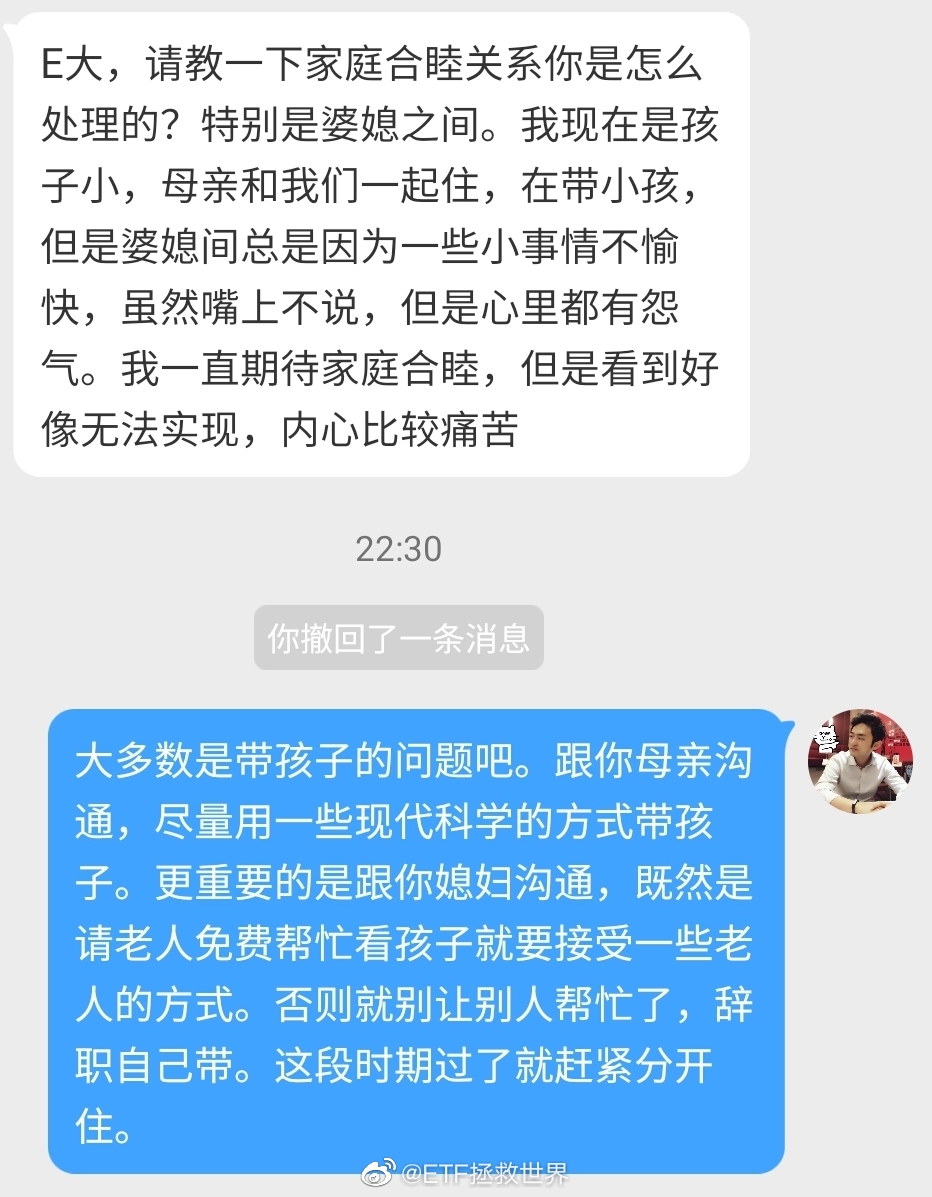 E大，请教一下家庭合睦关系你是怎么
处理的？特别是婆媳之间。我现在是孩
子小，母亲和我们一起住，在带小孩，
但是婆媳间总是因为一些小事情不愉
快，虽然嘴上不说，但是心里都有怨
气。我一直期待家庭合睦，但是看到好
像无法实现，内心比较痛苦
22:30
你撤回了一条消息
大多数是带孩子的问题吧。跟你母亲沟
通，尽量用一些现代科学的方式带孩
子。更重要的是跟你媳妇沟通，既然是
请老人免费帮忙看孩子就要接受一些老
人的方式。否则就别让别人帮忙了，辞
职自己带。这段时期过了就赶紧分开
住。
@ETF拯救世界